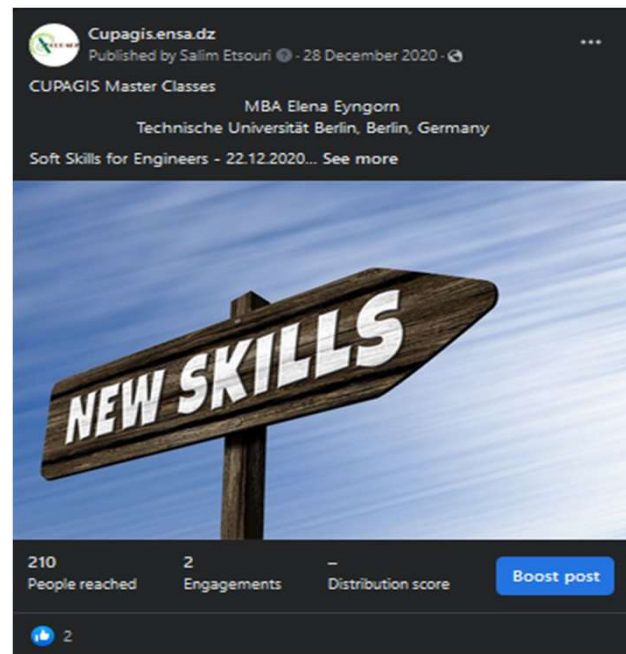 Cupagis.ensa.dz
Published by Salim Etsouri · 28 December 2020 ·
CUPAGIS Master Classes
MBA Elena Eyngorn
Technische Universität Berlin, Berlin, Germany
Soft Skills for Engineers - 22.12.2020... See more
NEW SKILLS
210 2 –
People reached Engagements Distribution score Boost post
2